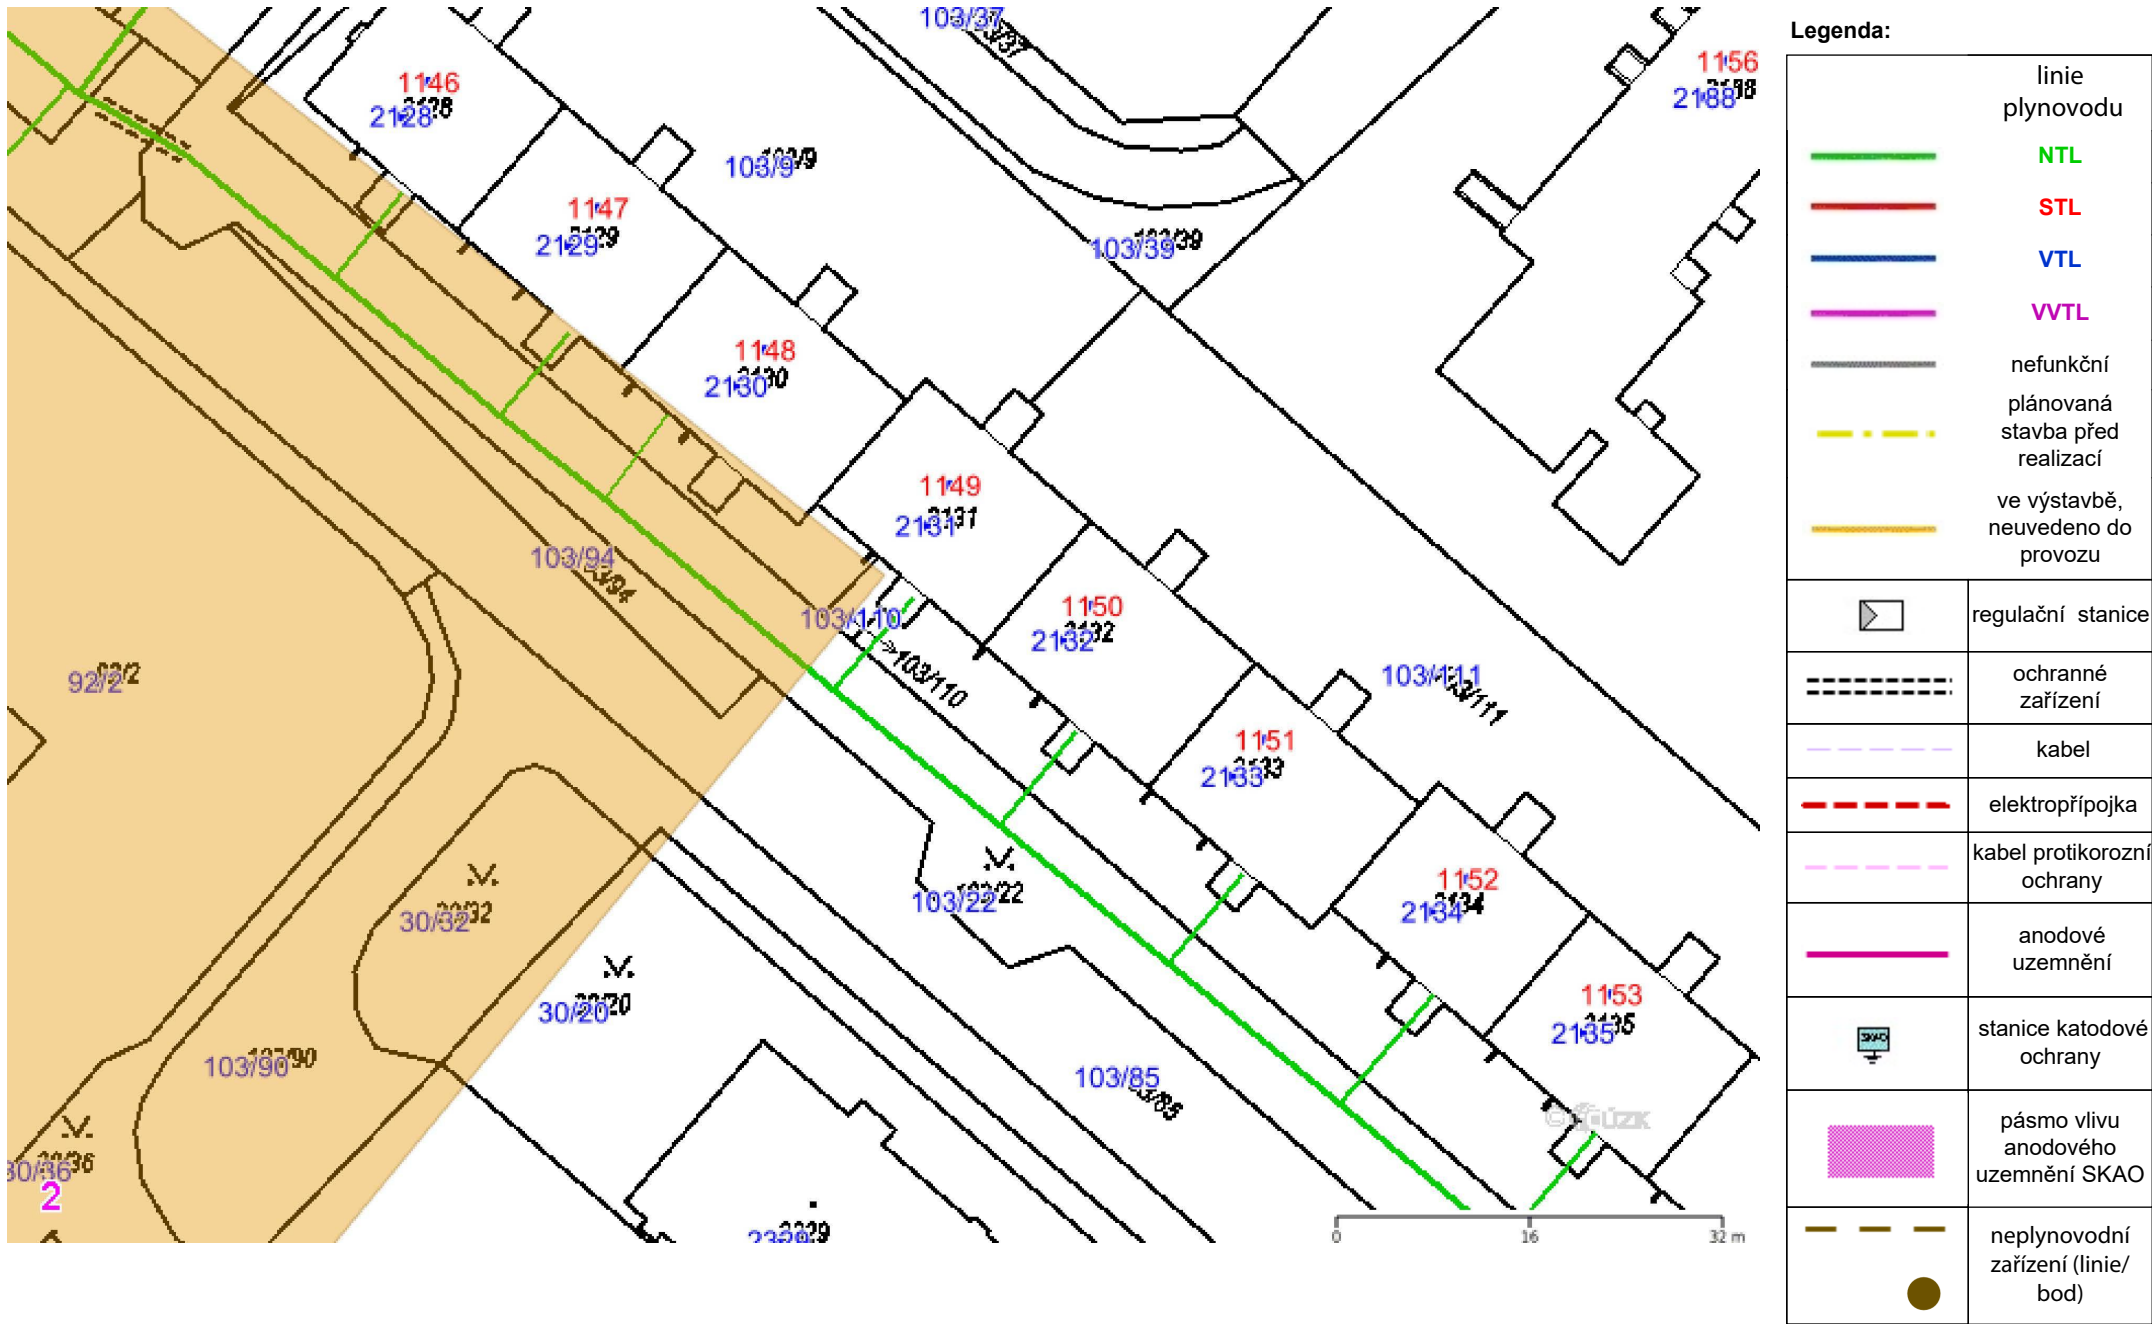 103/37
1146
2128
103/9
1147
2129
103/39
1156
2188
1148
2130
1149
2131
103/94
103/110
103/110
1150
2132
92/2
103/111
1151
2133
30/32
103/22
1152
2134
30/20
1153
2135
103/90
103/85
30/36
2
2329
0 16 32 m
Legenda:
linie
plynovodu
NTL
STL
VTL
VVTL
nefunkční
plánovaná
stavba před
realizací
ve výstavbě,
neuvedeno do
provozu
regulační stanice
ochranné
zařízení
kabel
elektropřípojka
kabel protikorozní
ochrany
anodové
uzemnění
SKAO
stanice katodové
ochrany
pásmo vlivu
anodového
uzemnění SKAO
neplynovodní
zařízení (linie/
bod)